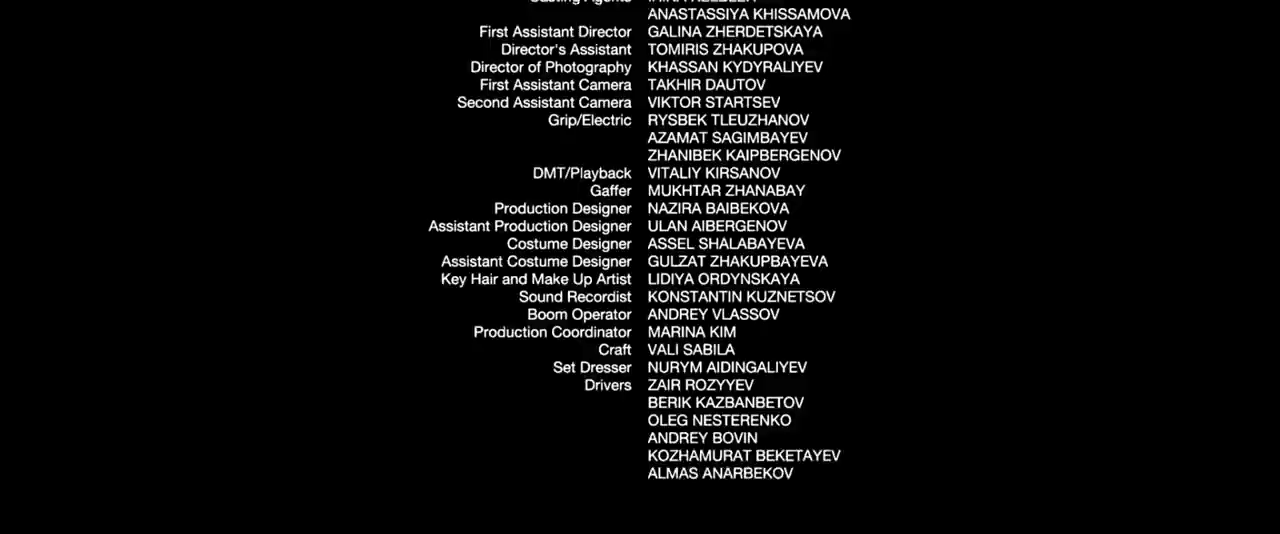 ANASTASSIYA KHISSAMOVA
First Assistant Director GALINA ZHERDETSKAYA
Director's Assistant TOMIRIS ZHAKUPOVA
Director of Photography KHASSAN KYDYRALIYEV
First Assistant Camera TAKHIR DAUTOV
Second Assistant Camera VIKTOR STARTSEV
Grip/Electric RYSBEK TLEUZHANOV
AZAMAT SAGIMBAYEV
ZHANIBEK KAIPBERGENOV
DMT/Playback VITALIY KIRSANOV
Gaffer MUKHTAR ZHANABAY
Production Designer NAZIRA BAIBEKOVA
Assistant Production Designer ULAN AIBERGENOV
Costume Designer ASSEL SHALABAYEVA
Assistant Costume Designer GULZAT ZHAKUPBAYEVA
Key Hair and Make Up Artist LIDIYA ORDYNSKAYA
Sound Recordist KONSTANTIN KUZNETSOV
Boom Operator ANDREY VLASSOV
Production Coordinator MARINA KIM
Craft VALI SABILA
Set Dresser NURYM AIDINGALIYEV
Drivers ZAIR ROZYYEV
BERIK KAZBANBETOV
OLEG NESTERENKO
ANDREY BOVIN
KOZHAMURAT BEKETAYEV
ALMAS ANARBEKOV